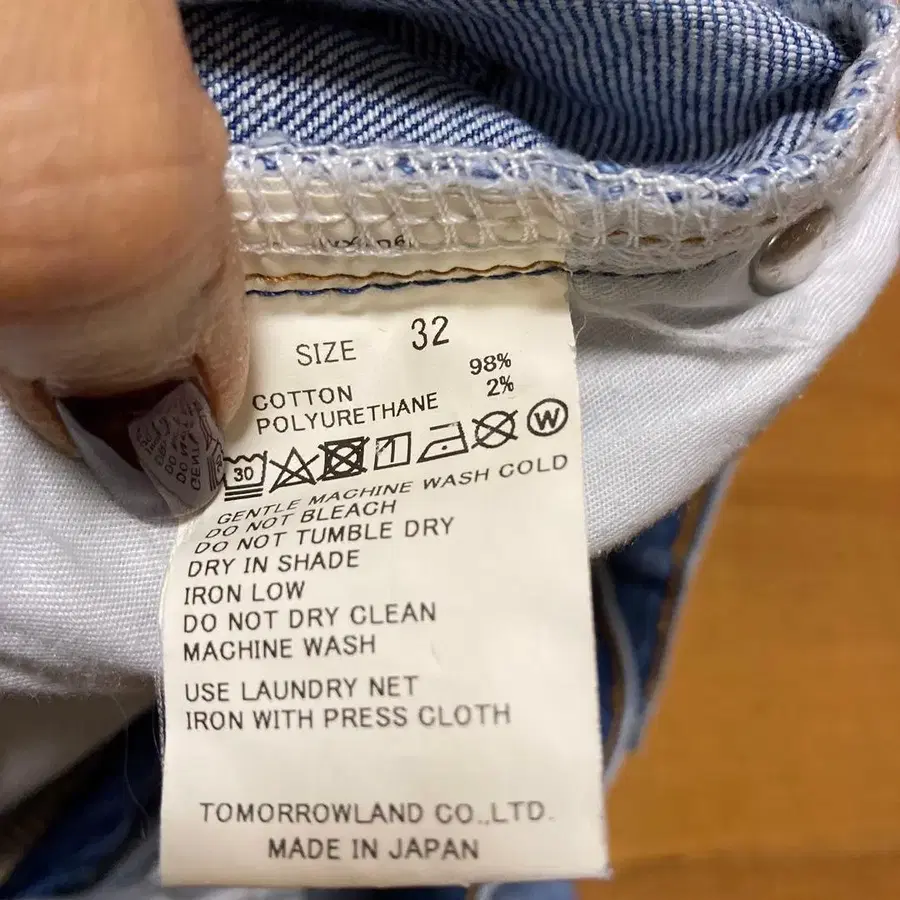 SIZE 32
COTTON 98%
POLYURETHANE 2%
30 W
GENTLE MACHINE WASH COLD
DO NOT BLEACH
DO NOT TUMBLE DRY
DRY IN SHADE
IRON LOW
DO NOT DRY CLEAN
MACHINE WASH
USE LAUNDRY NET
IRON WITH PRESS CLOTH
TOMORROWLAND CO.,LTD.
MADE IN JAPAN